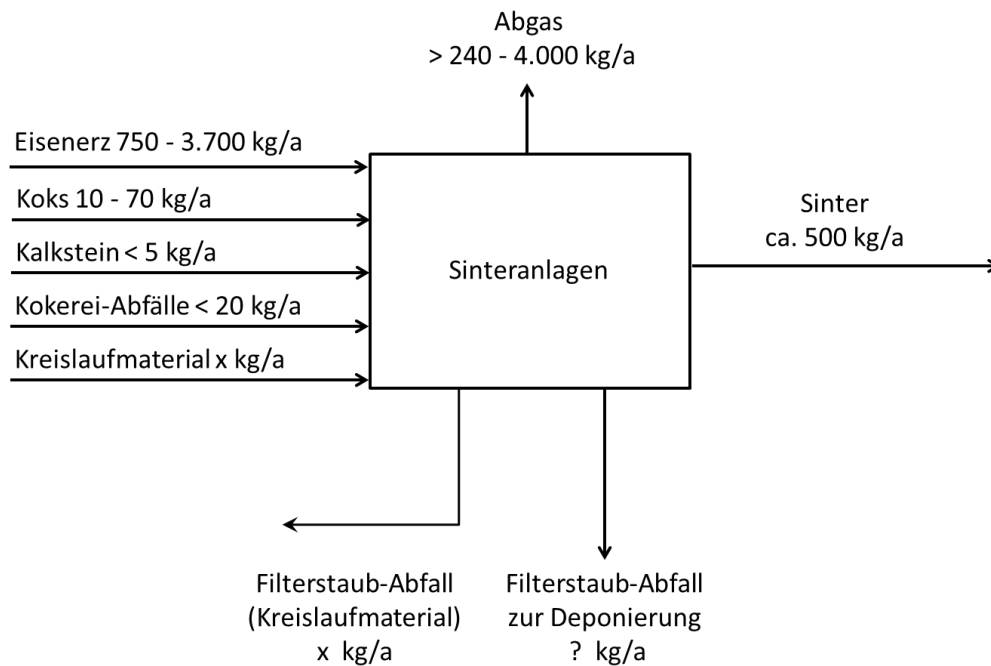 Abgas
> 240 - 4.000 kg/a
Eisenerz 750 - 3.700 kg/a
Koks 10 - 70 kg/a
Kalkstein < 5 kg/a
Kokerei-Abfälle < 20 kg/a
Kreislaufmaterial x kg/a
Sinteranlagen
Sinter
ca. 500 kg/a
Filterstaub-Abfall
(Kreislaufmaterial)
x kg/a
Filterstaub-Abfall
zur Deponierung
? kg/a